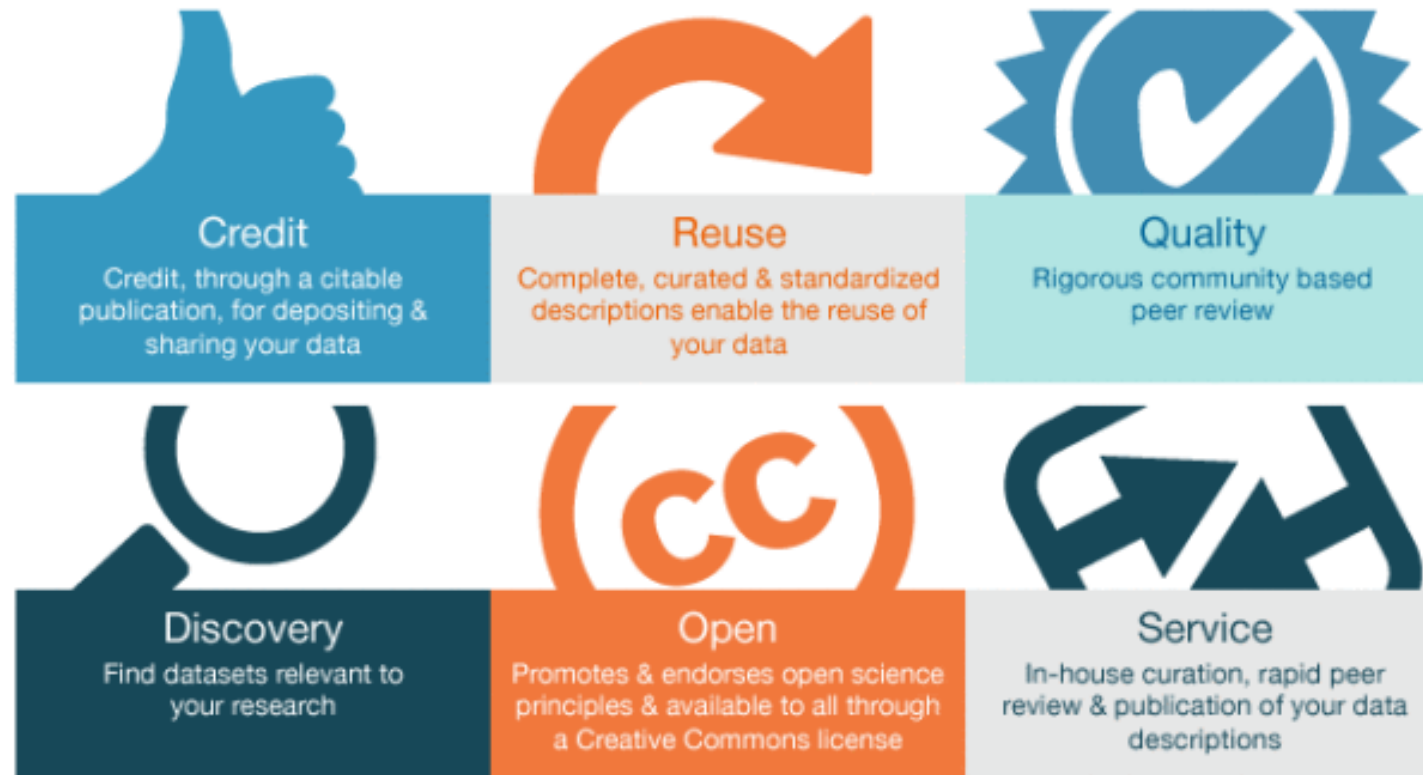 Credit
Credit, through a citable
publication, for depositing &
sharing your data
Reuse
Complete, curated & standardized
descriptions enable the reuse of
your data
Quality
Rigorous community based
peer review
CC
Discovery
Find datasets relevant to
your research
Open
Promotes & endorses open science
principles & available to all through
a Creative Commons license
Service
In-house curation, rapid peer
review & publication of your data
descriptions